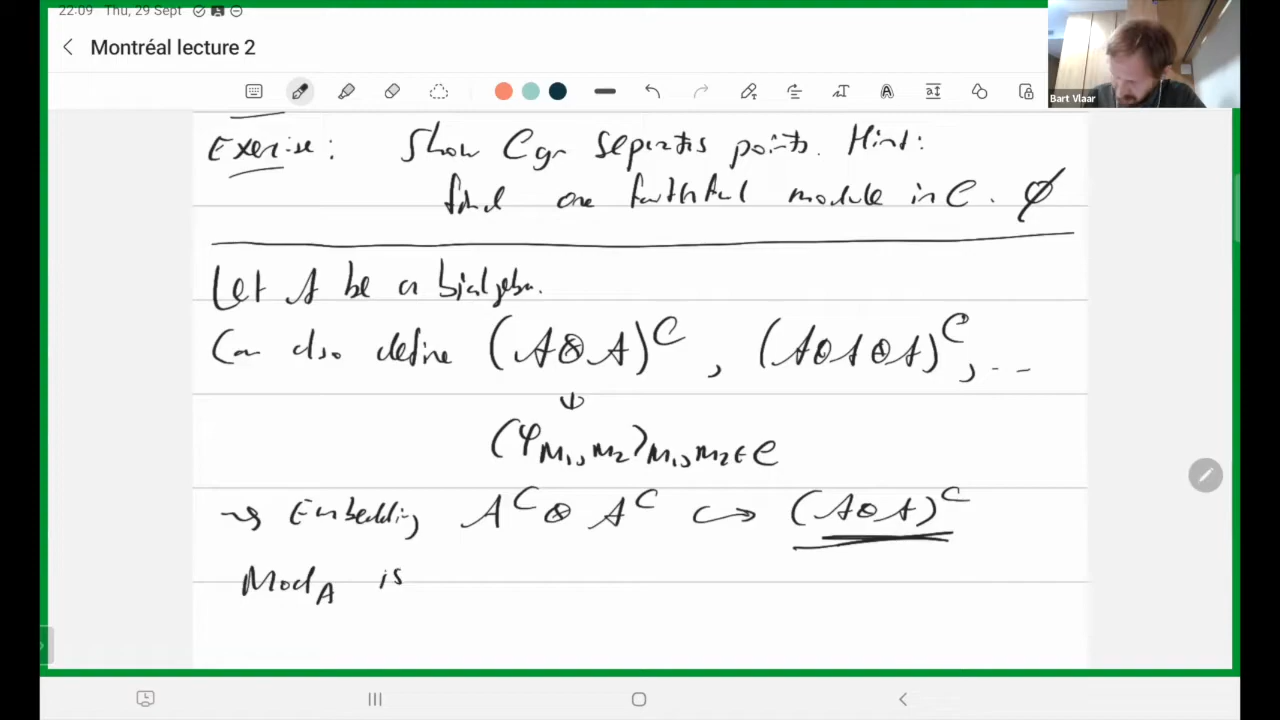 22:09 Thu, 29 Sept
Montréal lecture 2
Bart Vlaar
Exercise: Show Cgr separates points. Hint:
find one faithful module in C. φ
Let A be a bialgebra.
Can also define (A⊗A)^C, (A⊗A⊗A)^C, ...
↓
(φ_{M1,M2})_{M1,M2∈C}
⇝ Embedding A^C ⊗ A^C ↪ (A⊗A)^C
Mod_A is